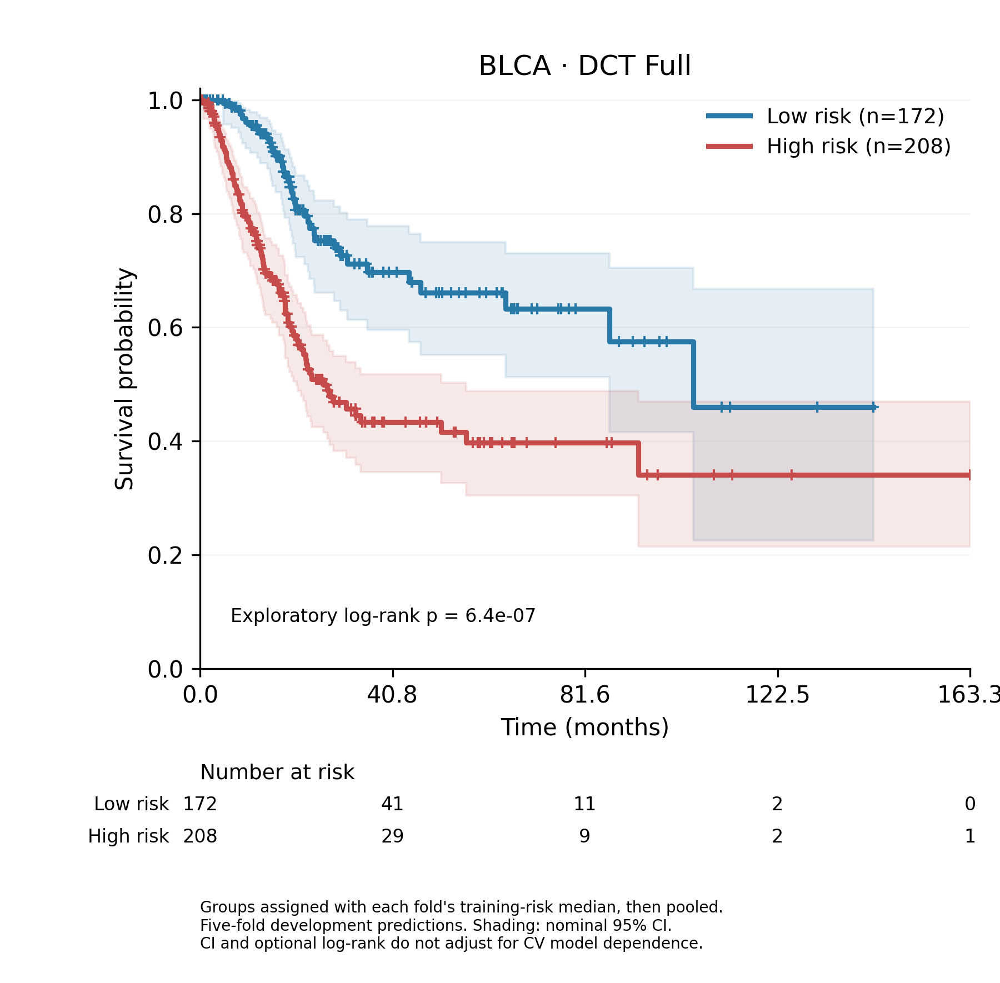 BLCA · DCT Full
Low risk (n=172)
High risk (n=208)
Survival probability
1.0
0.8
0.6
0.4
0.2
0.0
Exploratory log-rank p = 6.4e-07
0.0 40.8 81.6 122.5 163.3
Time (months)
Number at risk
Low risk 172 41 11 2 0
High risk 208 29 9 2 1
Groups assigned with each fold's training-risk median, then pooled.
Five-fold development predictions. Shading: nominal 95% CI.
CI and optional log-rank do not adjust for CV model dependence.